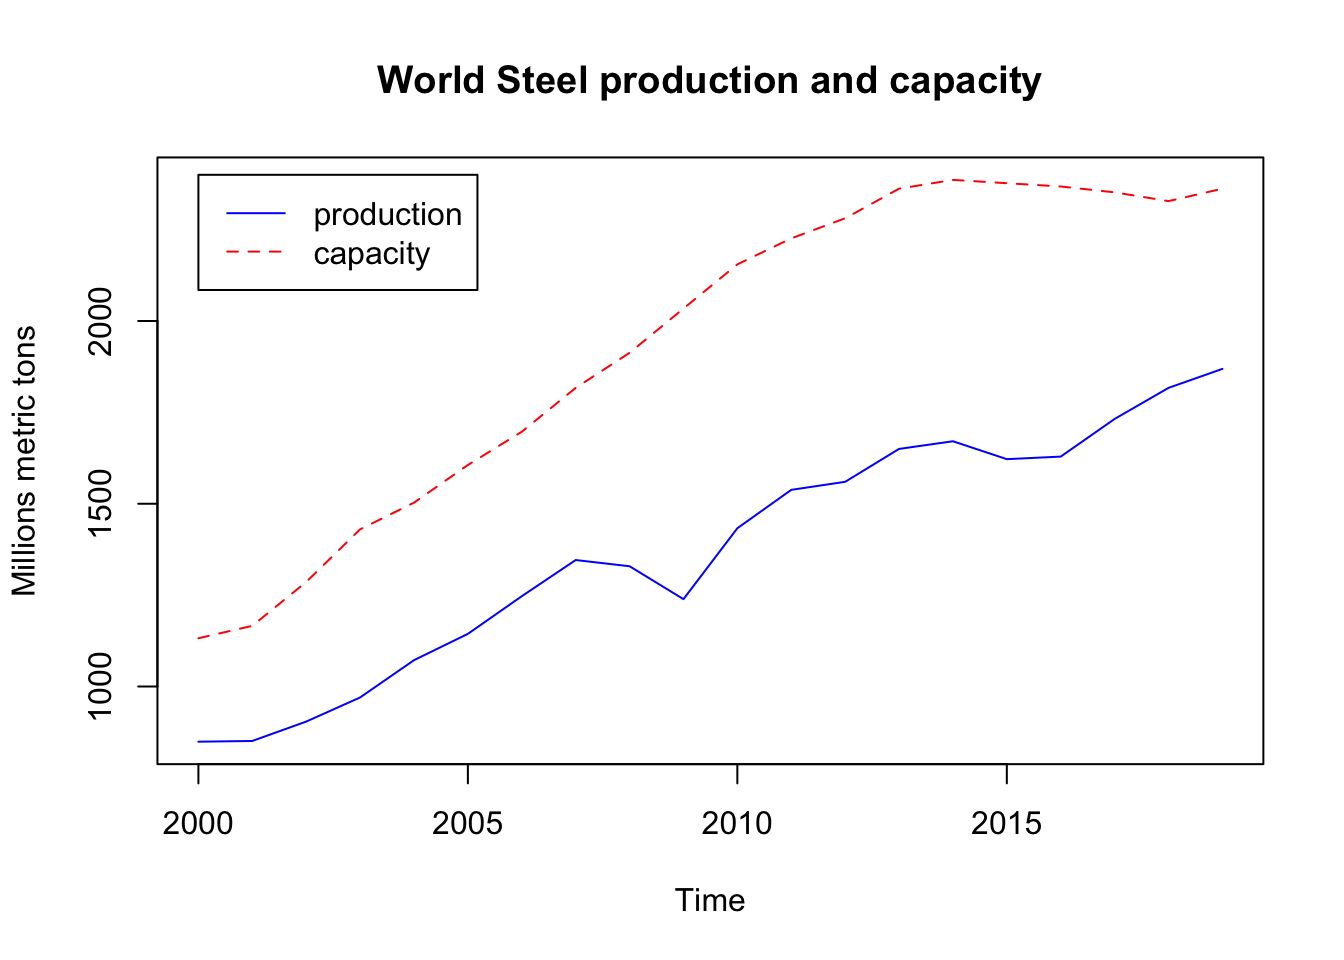 World Steel production and capacity
production
capacity
Millions metric tons
2000
1500
1000
2000
2005
2010
2015
Time